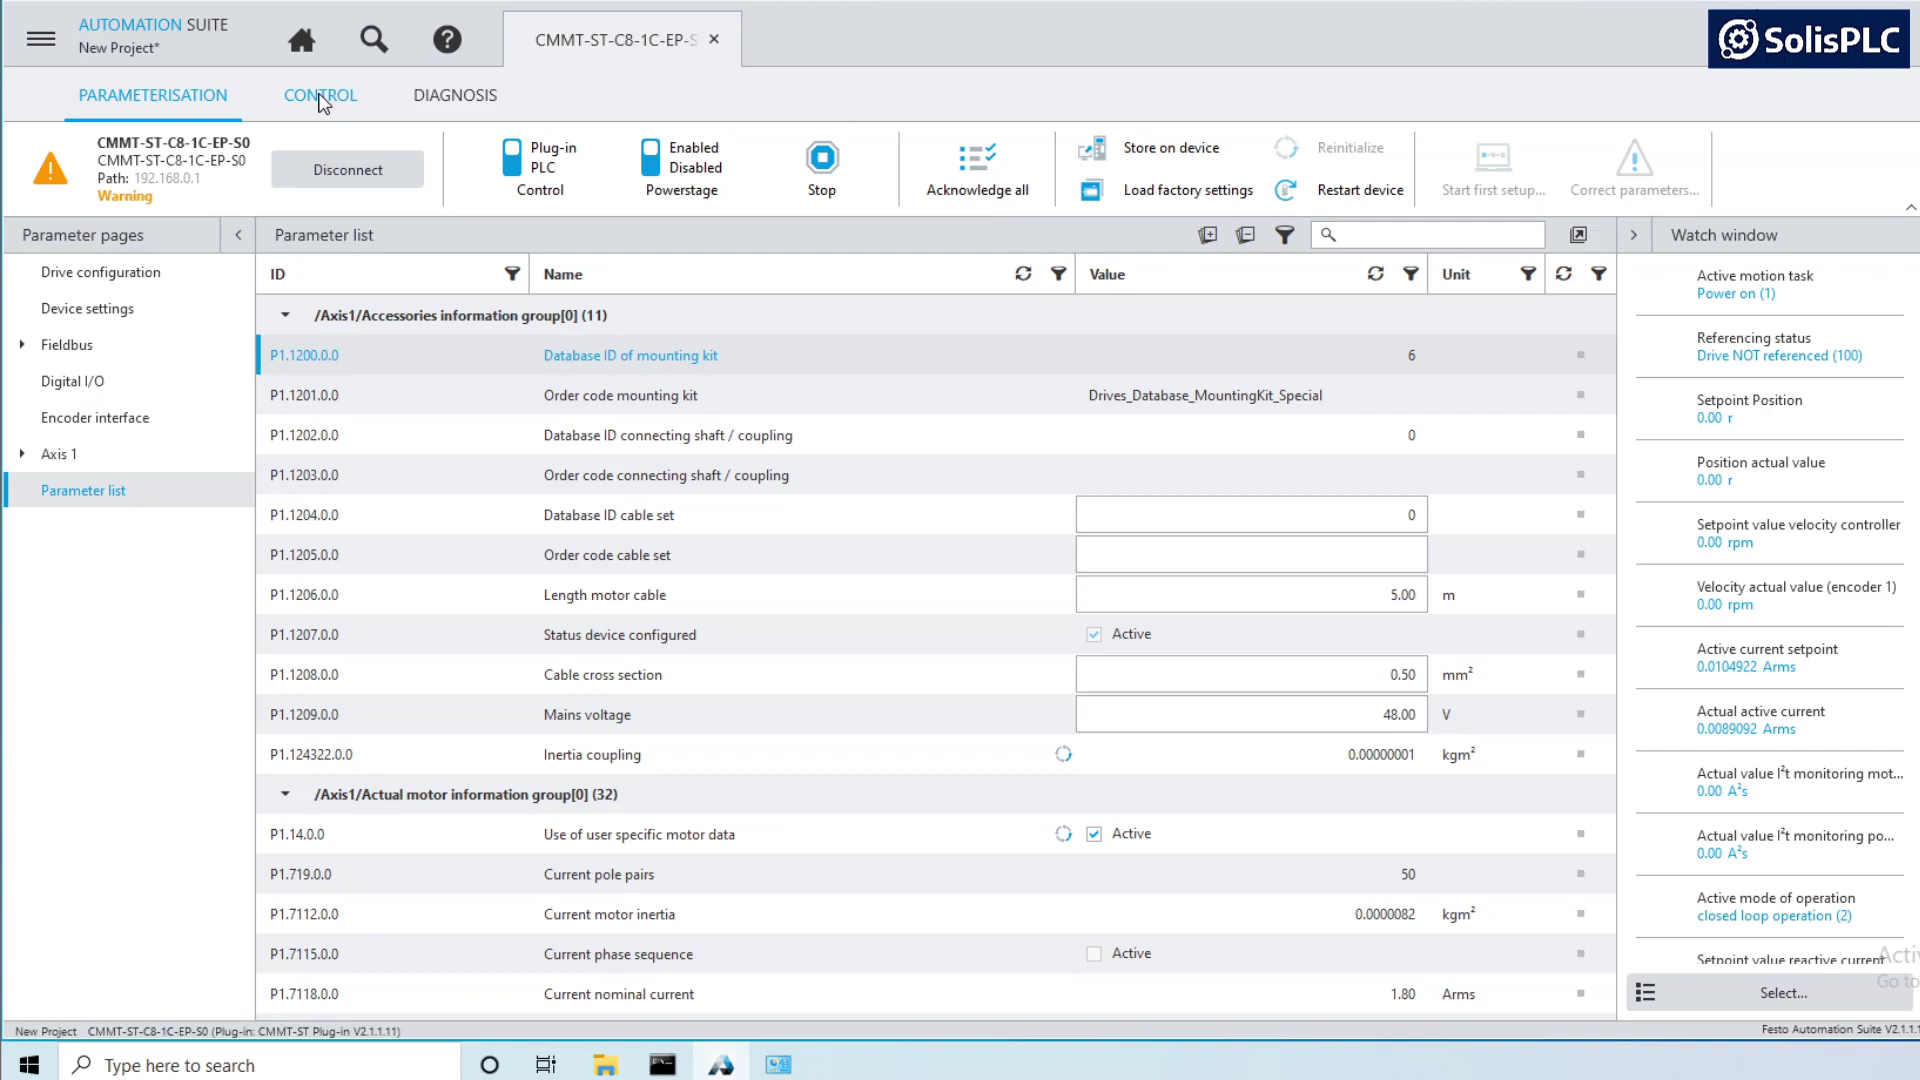 AUTOMATION SUITE
New Project*
CMMT-ST-C8-1C-EP-S
SolisPLC
PARAMETERISATION
CONTROL
DIAGNOSIS
CMMT-ST-C8-1C-EP-S0
CMMT-ST-C8-1C-EP-S0
Path: 192.168.0.1
Warning
Disconnect
Plug-in
PLC
Control
Enabled
Disabled
Powerstage
Stop
Acknowledge all
Store on device
Load factory settings
Reinitialize
Restart device
Start first setup...
Correct parameters...
Parameter pages
Drive configuration
Device settings
Fieldbus
Digital I/O
Encoder interface
Axis 1
Parameter list
Parameter list
ID Name Value Unit
/Axis1/Accessories information group[0] (11)
P1.1200.0.0 Database ID of mounting kit 6
P1.1201.0.0 Order code mounting kit Drives_Database_MountingKit_Special
P1.1202.0.0 Database ID connecting shaft / coupling 0
P1.1203.0.0 Order code connecting shaft / coupling
P1.1204.0.0 Database ID cable set 0
P1.1205.0.0 Order code cable set
P1.1206.0.0 Length motor cable 5.00 m
P1.1207.0.0 Status device configured Active
P1.1208.0.0 Cable cross section 0.50 mm²
P1.1209.0.0 Mains voltage 48.00 V
P1.124322.0.0 Inertia coupling 0.00000001 kgm²
/Axis1/Actual motor information group[0] (32)
P1.14.0.0 Use of user specific motor data Active
P1.719.0.0 Current pole pairs 50
P1.7112.0.0 Current motor inertia 0.0000082 kgm²
P1.7115.0.0 Current phase sequence Active
P1.7118.0.0 Current nominal current 1.80 Arms
Watch window
Active motion task
Power on (1)
Referencing status
Drive NOT referenced (100)
Setpoint Position
0.00 r
Position actual value
0.00 r
Setpoint value velocity controller
0.00 rpm
Velocity actual value (encoder 1)
0.00 rpm
Active current setpoint
0.0104922 Arms
Actual active current
0.0089092 Arms
Actual value I²t monitoring mot...
0.00 A²s
Actual value I²t monitoring po...
0.00 A²s
Active mode of operation
closed loop operation (2)
Setpoint value reactive current
Acti
Go to
Select...
New Project CMMT-ST-C8-1C-EP-S0 (Plug-in: CMMT-ST Plug-in V2.1.1.11)
Festo Automation Suite V2.1.1.1
Type here to search